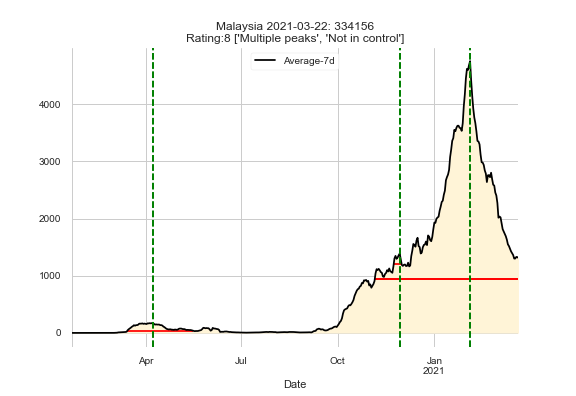 Malaysia 2021-03-22: 334156
Rating:8 ['Multiple peaks', 'Not in control']
Average-7d
4000
3000
2000
1000
0
Apr
Jul
Oct
Jan
2021
Date